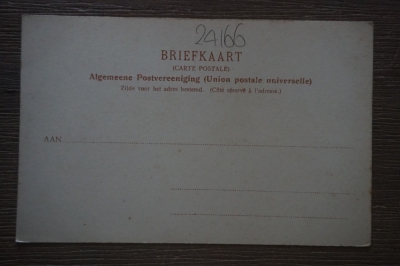 24166
BRIEFKAART
(CARTE POSTALE)
Algemeene Postvereeniging (Union postale universelle)
Zijde voor het adres bestemd. (Côté réservé à l'adresse.)
AAN